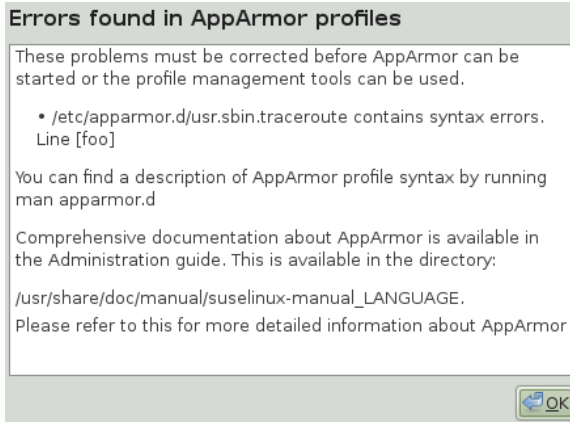 Errors found in AppArmor profiles
These problems must be corrected before AppArmor can be
started or the profile management tools can be used.
• /etc/apparmor.d/usr.sbin.traceroute contains syntax errors.
Line [foo]
You can find a description of AppArmor profile syntax by running
man apparmor.d
Comprehensive documentation about AppArmor is available in
the Administration guide. This is available in the directory:
/usr/share/doc/manual/suselinux-manual_LANGUAGE.
Please refer to this for more detailed information about AppArmor
OK